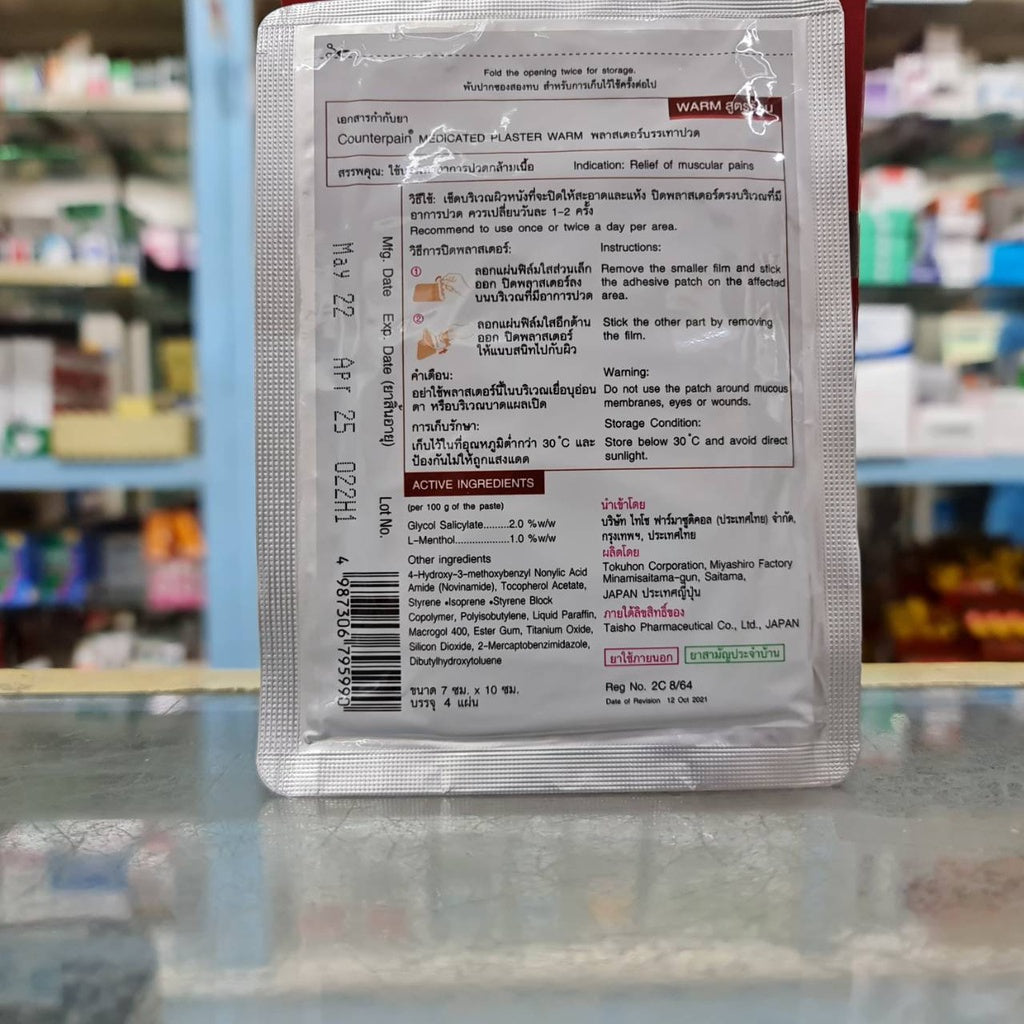 Fold the opening twice for storage.
พับปากซองสองทบ สำหรับการเก็บไว้ใช้ครั้งต่อไป
WARM
เอกสารกำกับยา
Counterpain® MEDICATED PLASTER WARM พลาสเตอร์บรรเทาปวด
สรรพคุณ: อาการปวดกล้ามเนื้อ Indication: Relief of muscular pains
วิธีใช้: เช็ดบริเวณผิวหนังที่จะปิดให้สะอาดและแห้ง ปิดพลาสเตอร์ตรงบริเวณที่มี
อาการปวด ควรเปลี่ยนวันละ 1-2 ครั้ง
Recommend to use once or twice a day per area.
วิธีการปิดพลาสเตอร์:
① ลอกแผ่นฟิล์มใสส่วนเล็ก
ออก ปิดพลาสเตอร์ลง
บนบริเวณที่มีอาการปวด
② ลอกแผ่นฟิล์มใสอีกด้าน
ออก ปิดพลาสเตอร์
ให้แนบสนิทไปกับผิว
Instructions:
Remove the smaller film and stick
the adhesive patch on the affected
area.
Stick the other part by removing
the film.
คำเตือน:
อย่าใช้พลาสเตอร์นี้ในบริเวณเยื่อบุอ่อน
ตา หรือบริเวณบาดแผลเปิด
การเก็บรักษา:
เก็บไว้ในที่อุณหภูมิต่ำกว่า 30 ํC และ
ป้องกันไม่ให้ถูกแสงแดด
Warning:
Do not use the patch around mucous
membranes, eyes or wounds.
Storage Condition:
Store below 30 ํC and avoid direct
sunlight.
Mfg. Date Exp. Date (ยาสิ้นอายุ) Lot No.
May 22 Apr 25 022H1
ACTIVE INGREDIENTS
(per 100 g of the paste)
Glycol Salicylate.........2.0 %w/w
L-Menthol..................1.0 %w/w
Other ingredients
4-Hydroxy-3-methoxybenzyl Nonylic Acid
Amide (Novinamide), Tocopherol Acetate,
Styrene •Isoprene •Styrene Block
Copolymer, Polyisobutylene, Liquid Paraffin,
Macrogol 400, Ester Gum, Titanium Oxide,
Silicon Dioxide, 2-Mercaptobenzimidazole,
Dibutylhydroxytoluene
ขนาด 7 ซม. x 10 ซม.
บรรจุ 4 แผ่น
4 987306 795990
นำเข้าโดย
บริษัท ไทโช ฟาร์มาซูติคอล (ประเทศไทย) จำกัด,
กรุงเทพฯ, ประเทศไทย
ผลิตโดย
Tokuhon Corporation, Miyashiro Factory
Minamisaitama-gun, Saitama,
JAPAN ประเทศญี่ปุ่น
ภายใต้ลิขสิทธิ์ของ
Taisho Pharmaceutical Co., Ltd., JAPAN
ยาใช้ภายนอก ยาสามัญประจำบ้าน
Reg No. 2C 8/64
Date of Revision 12 Oct 2021